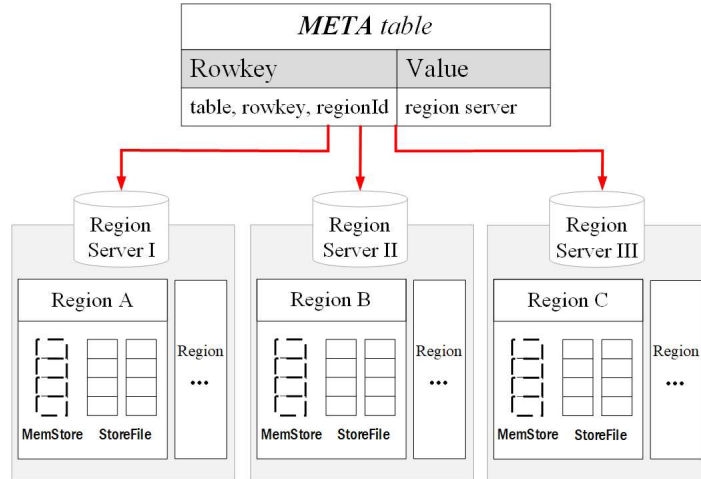 META table
Rowkey Value
table, rowkey, regionId region server
Region
Server I
Region
Server II
Region
Server III
Region A
Region
...
MemStore StoreFile
Region B
Region
...
MemStore StoreFile
Region C
Region
...
MemStore StoreFile